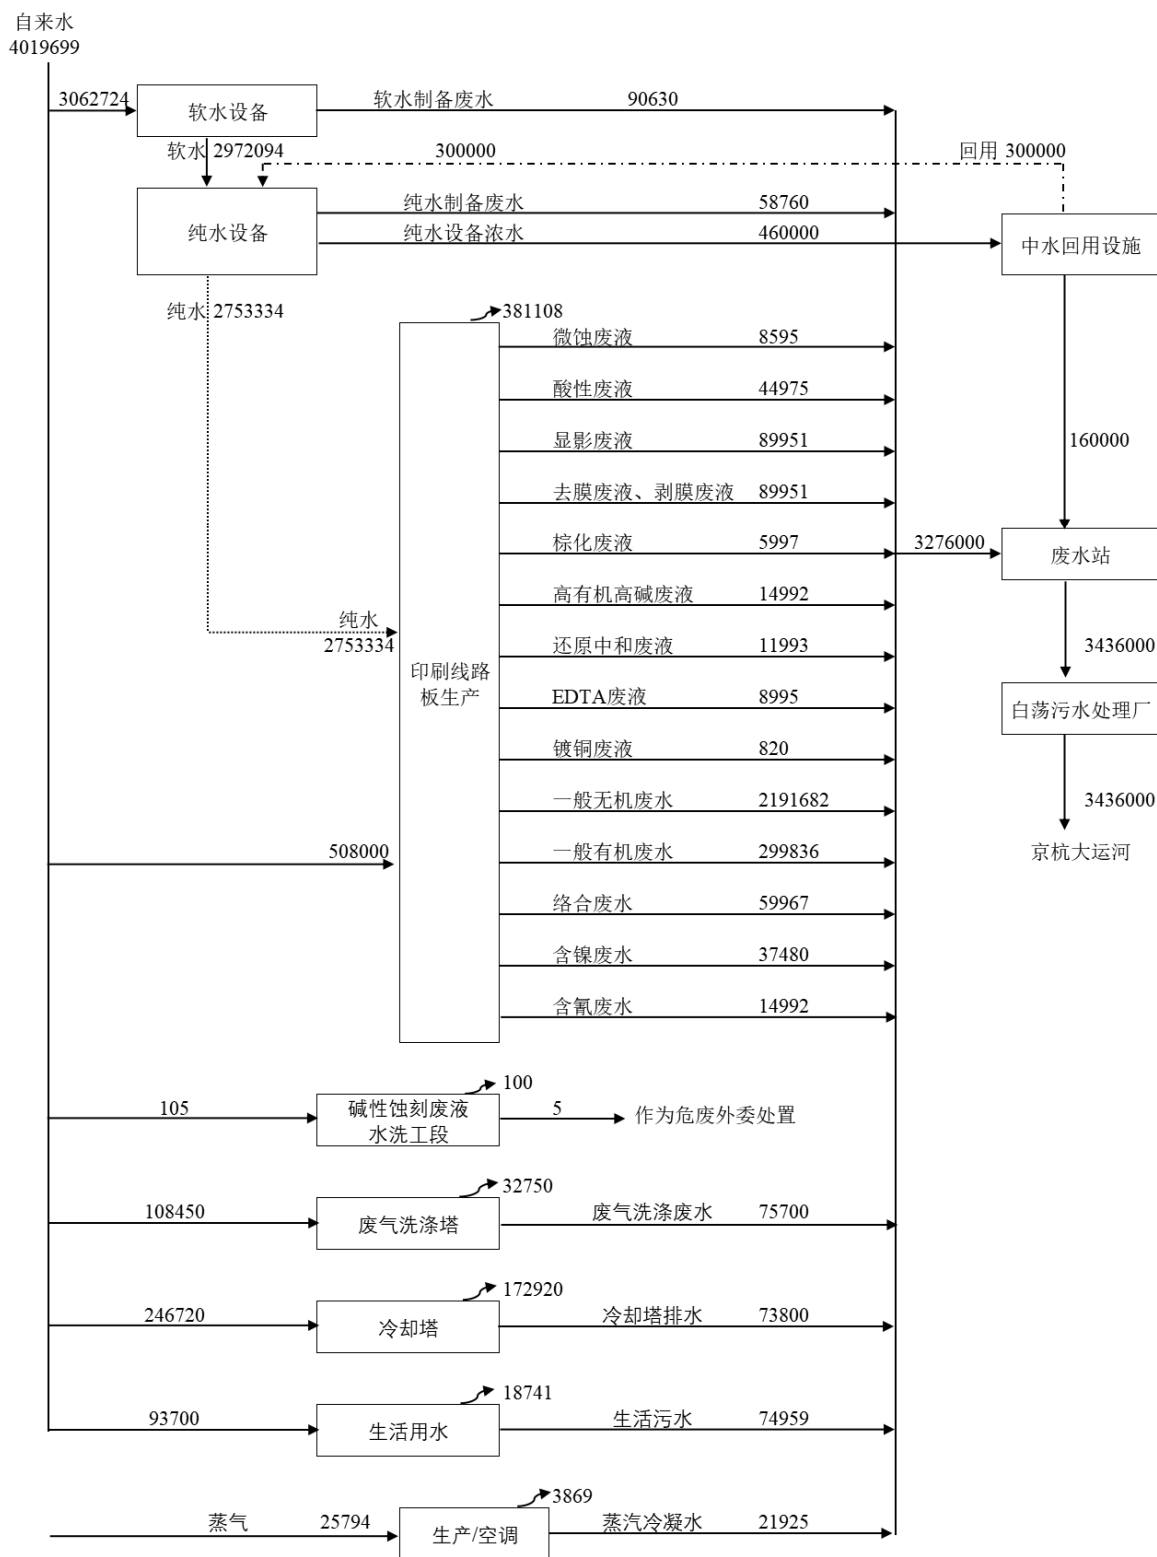 自来水
4019699
3062724
软水设备
软水制备废水 90630
软水 2972094
300000
回用 300000
纯水设备
纯水制备废水 58760
纯水设备浓水 460000
中水回用设施
纯水 2753334
381108
微蚀废液 8595
酸性废液 44975
显影废液 89951
160000
去膜废液、剥膜废液 89951
棕化废液 5997
3276000
废水站
高有机高碱废液 14992
纯水
2753334
还原中和废液 11993
3436000
印刷线路
板生产
EDTA废液 8995
白荡污水处理厂
镀铜废液 820
一般无机废水 2191682
3436000
508000
一般有机废水 299836
京杭大运河
络合废水 59967
含镍废水 37480
含氰废水 14992
100
105
碱性蚀刻废液
水洗工段
5
作为危废外委处置
32750
108450
废气洗涤塔
废气洗涤废水 75700
172920
246720
冷却塔
冷却塔排水 73800
18741
93700
生活用水
生活污水 74959
3869
蒸气 25794
生产/空调
蒸汽冷凝水 21925